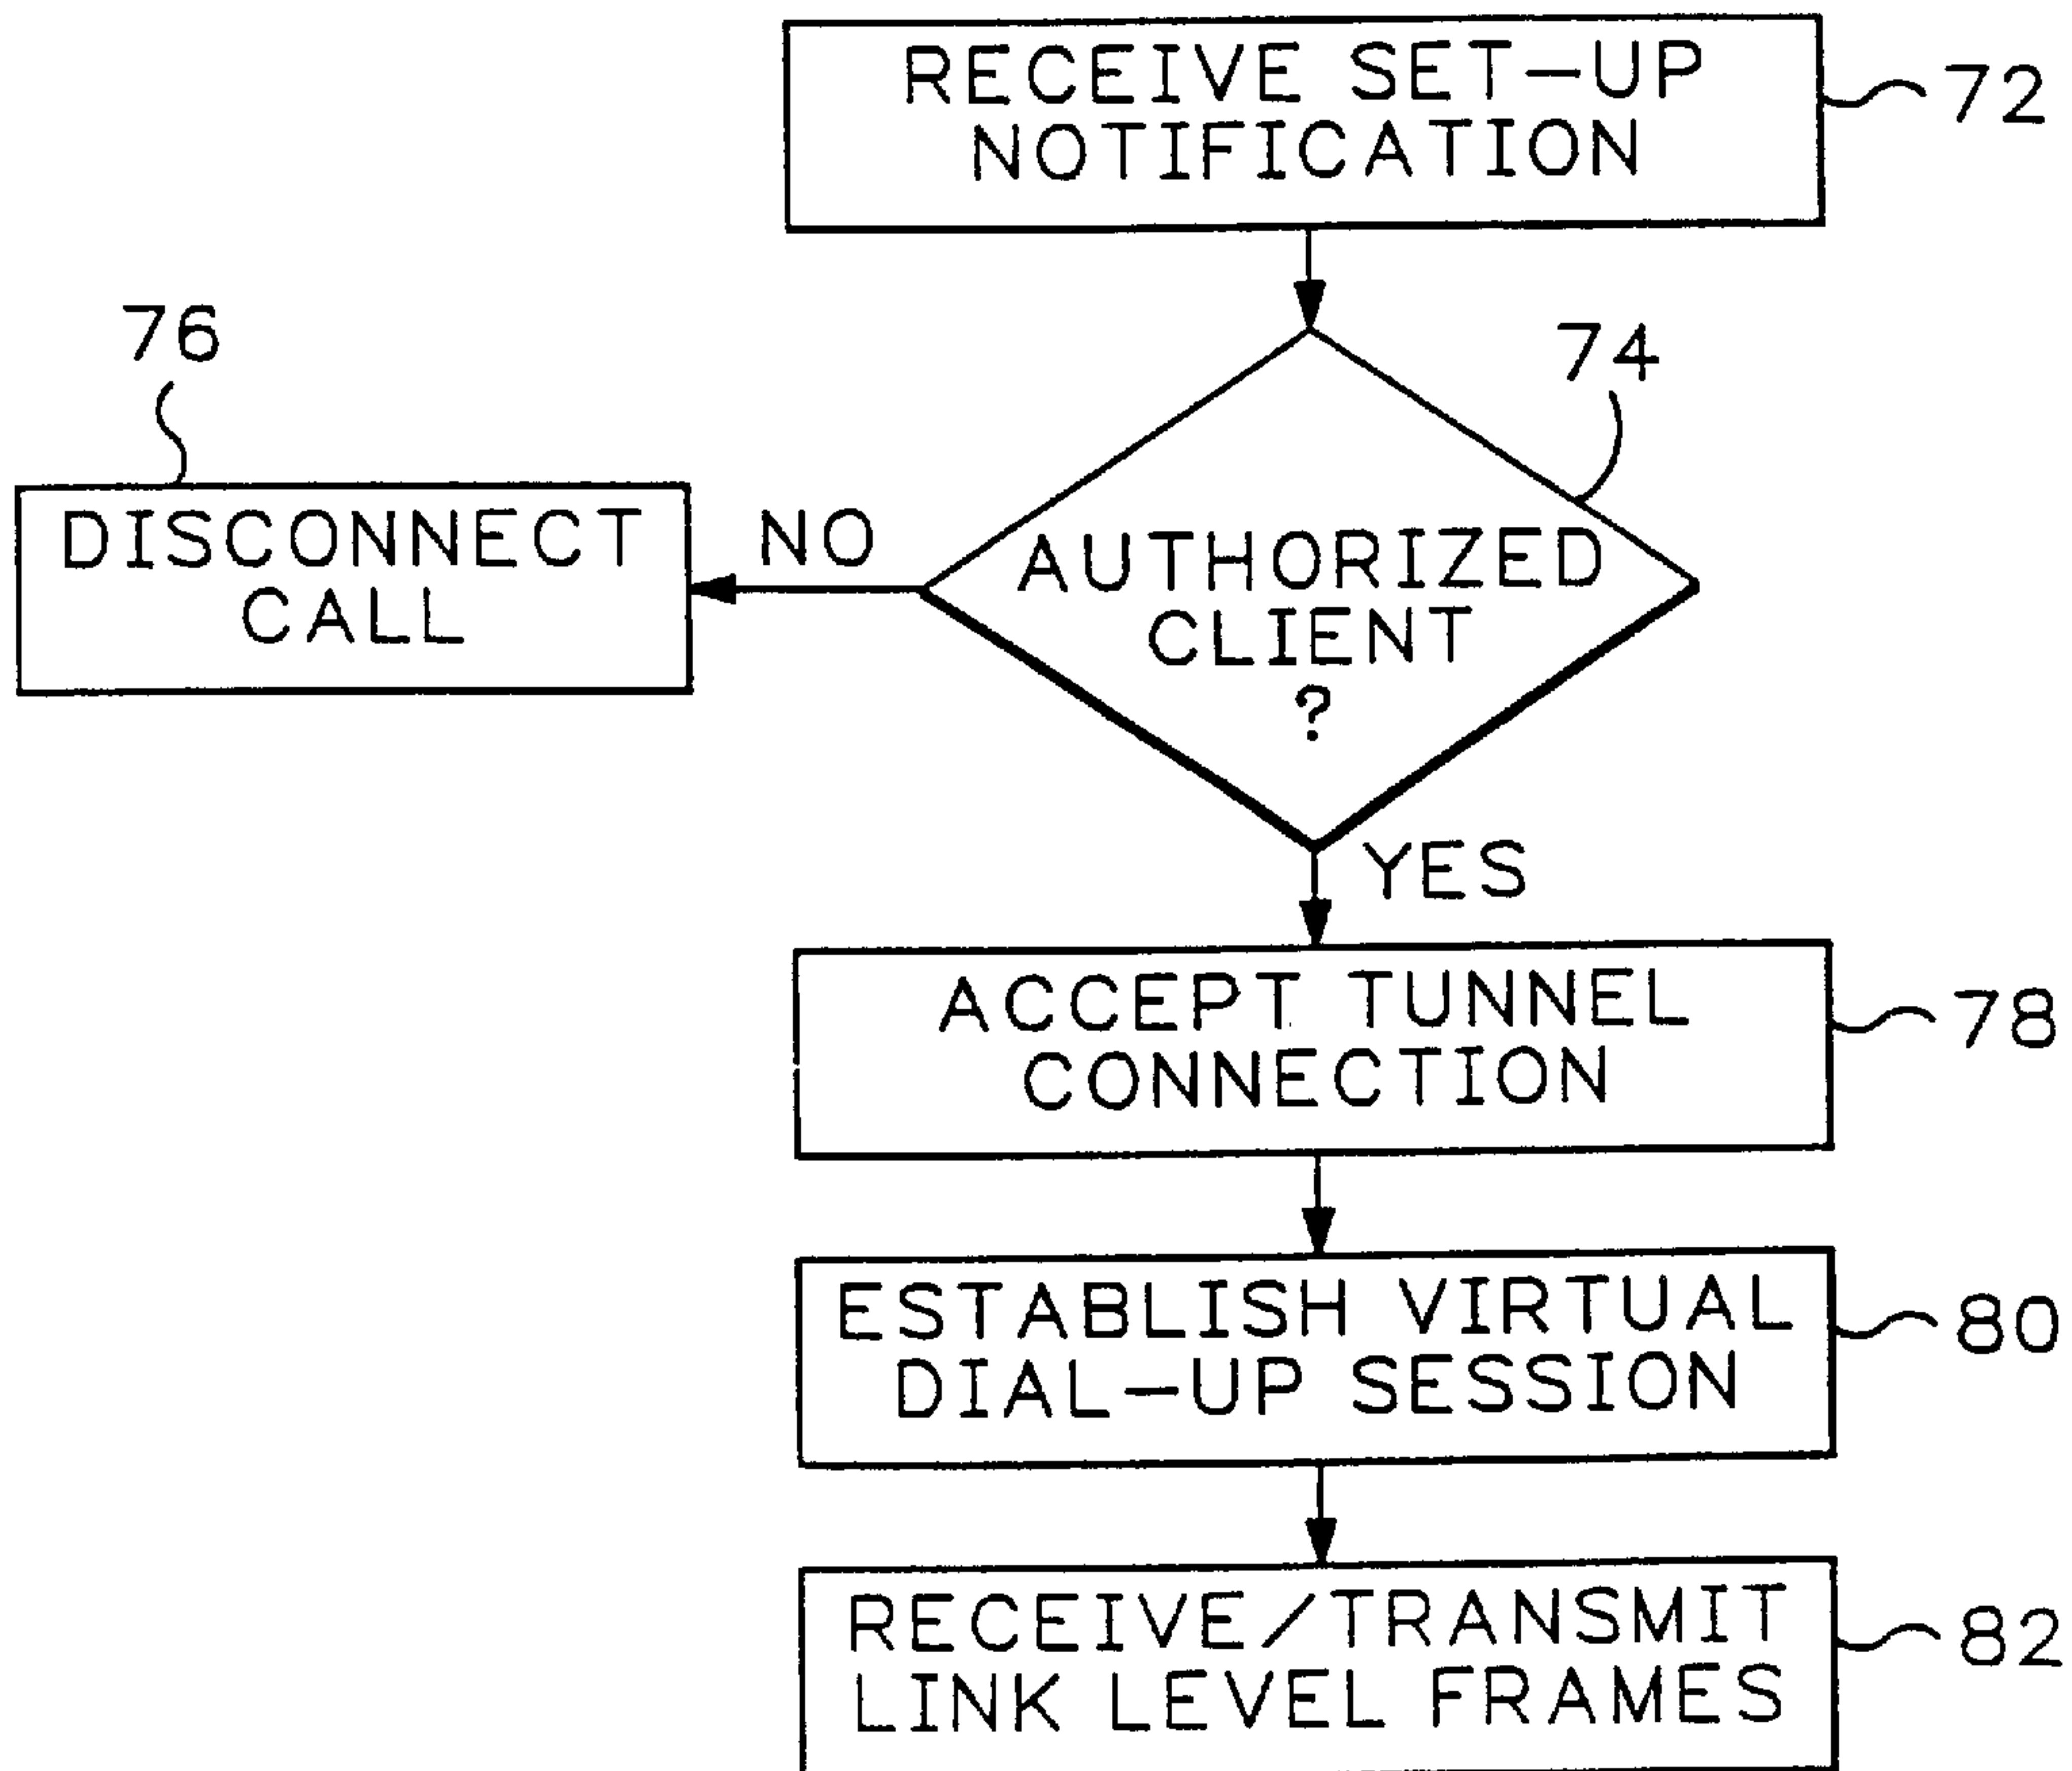 RECEIVE SET-UP
NOTIFICATION
72
76
74
DISCONNECT
CALL
NO
AUTHORIZED
CLIENT
?
YES
ACCEPT TUNNEL
CONNECTION
78
ESTABLISH VIRTUAL
DIAL-UP SESSION
80
RECEIVE/TRANSMIT
LINK LEVEL FRAMES
82